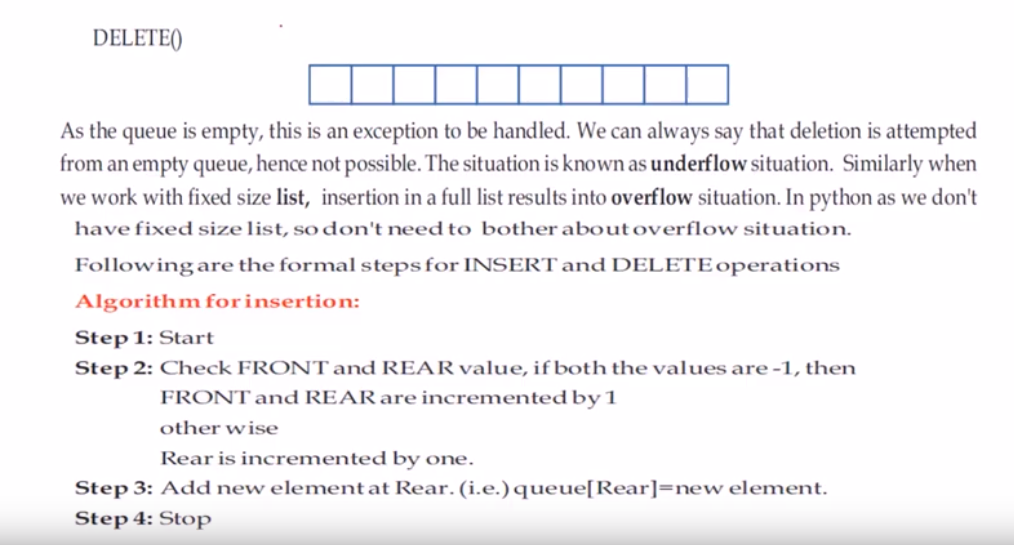 DELETE()
As the queue is empty, this is an exception to be handled. We can always say that deletion is attempted
from an empty queue, hence not possible. The situation is known as underflow situation. Similarly when
we work with fixed size list, insertion in a full list results into overflow situation. In python as we don't
have fixed size list, so don't need to bother about overflow situation.
Following are the formal steps for INSERT and DELETE operations
Algorithm for insertion:
Step 1: Start
Step 2: Check FRONT and REAR value, if both the values are -1, then
FRONT and REAR are incremented by 1
other wise
Rear is incremented by one.
Step 3: Add new element at Rear. (i.e.) queue[Rear]=new element.
Step 4: Stop